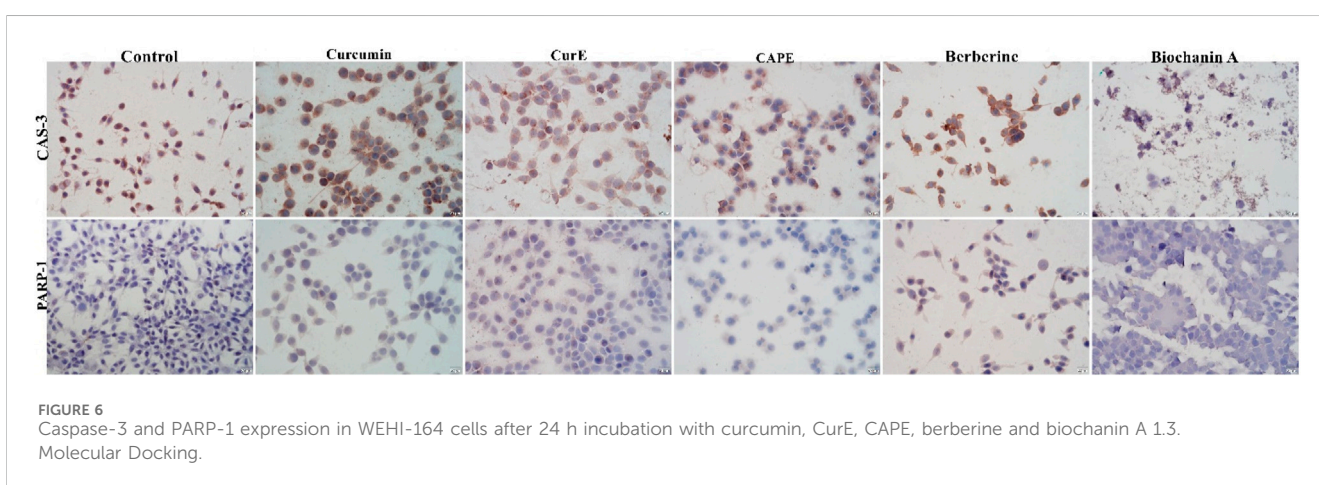 Control Curcumin CurE CAPE Berberine Biochanin A
CAS-3
PARP-1
FIGURE 6
Caspase-3 and PARP-1 expression in WEHI-164 cells after 24 h incubation with curcumin, CurE, CAPE, berberine and biochanin A 1.3.
Molecular Docking.